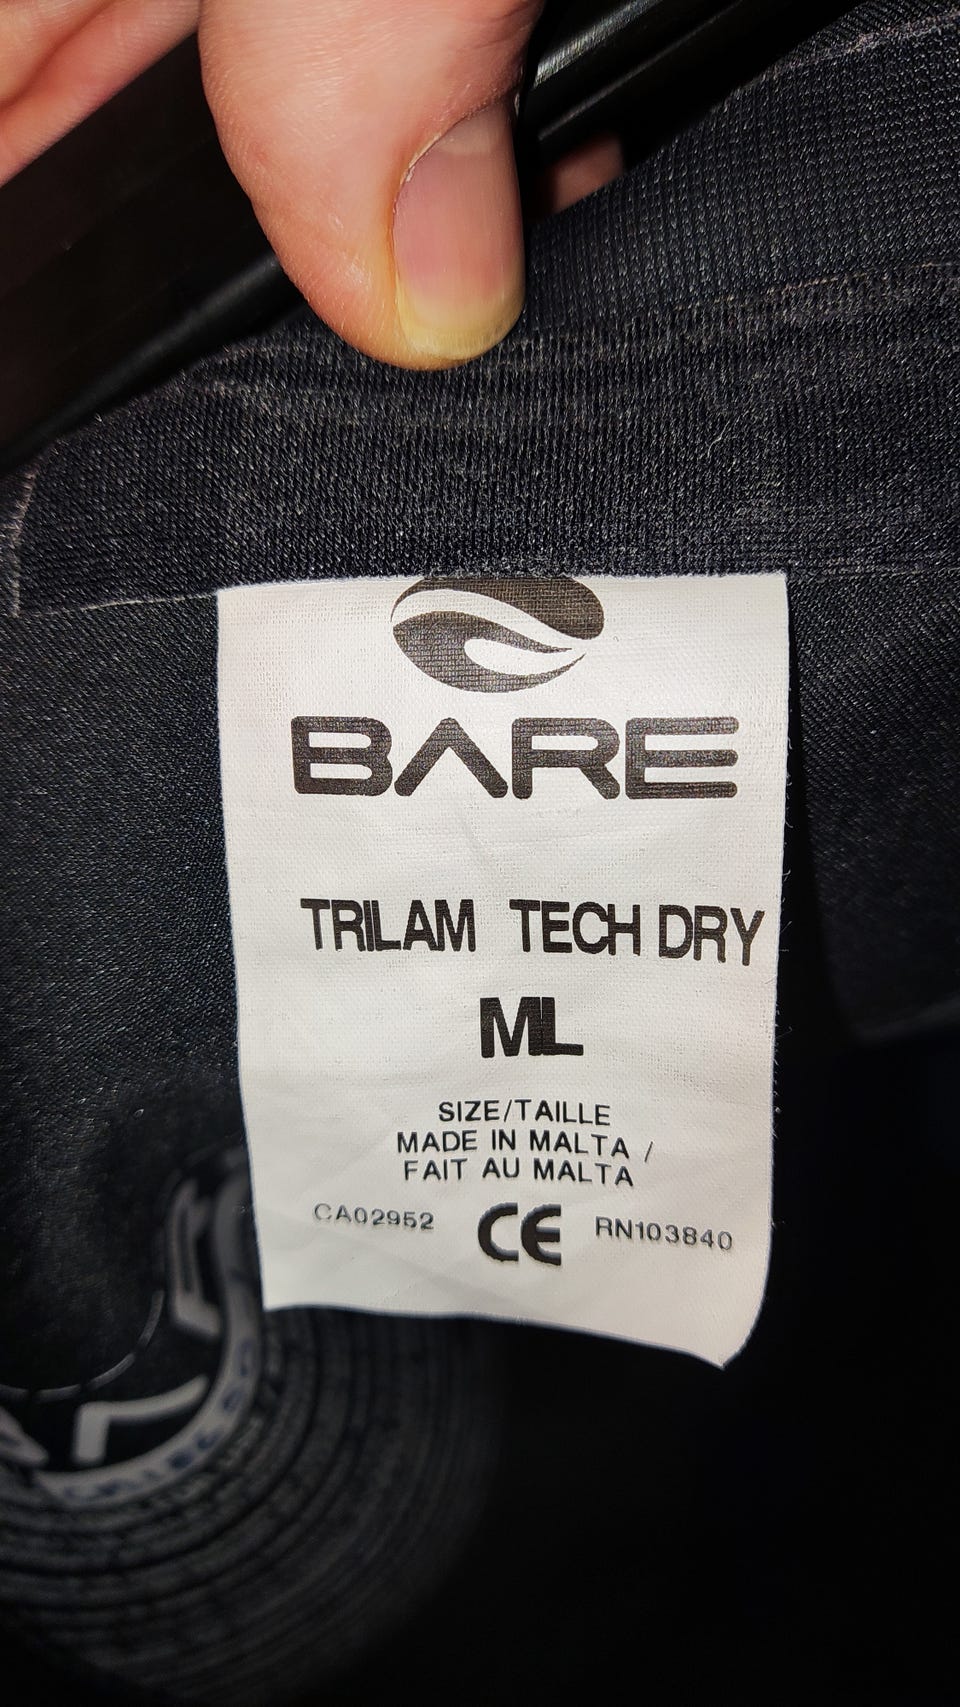 BARE
TRILAM TECH DRY
ML
SIZE/TAILLE
MADE IN MALTA /
FAIT AU MALTA
CA02952 CE RN103840